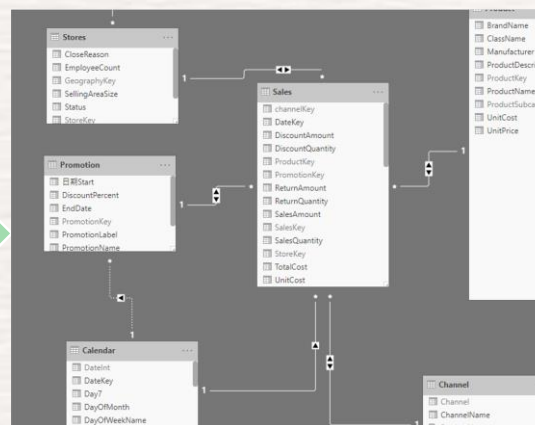 Stores
CloseReason
EmployeeCount
GeographyKey
SellingAreaSize
Status
StoreKey
1
Promotion
日期Start
DiscountPercent
EndDate
PromotionKey
PromotionLabel
PromotionName
1
1
Calendar
DateInt
DateKey
Day7
DayOfMonth
DayOfWeekName
1
Sales
channelKey
DateKey
DiscountAmount
DiscountQuantity
ProductKey
PromotionKey
ReturnAmount
ReturnQuantity
SalesAmount
SalesKey
SalesQuantity
StoreKey
TotalCost
UnitCost
1
BrandName
ClassName
Manufacturer
ProductDescri
ProductKey
ProductName
ProductSubca
UnitCost
UnitPrice
1
Channel
Channel
ChannelName